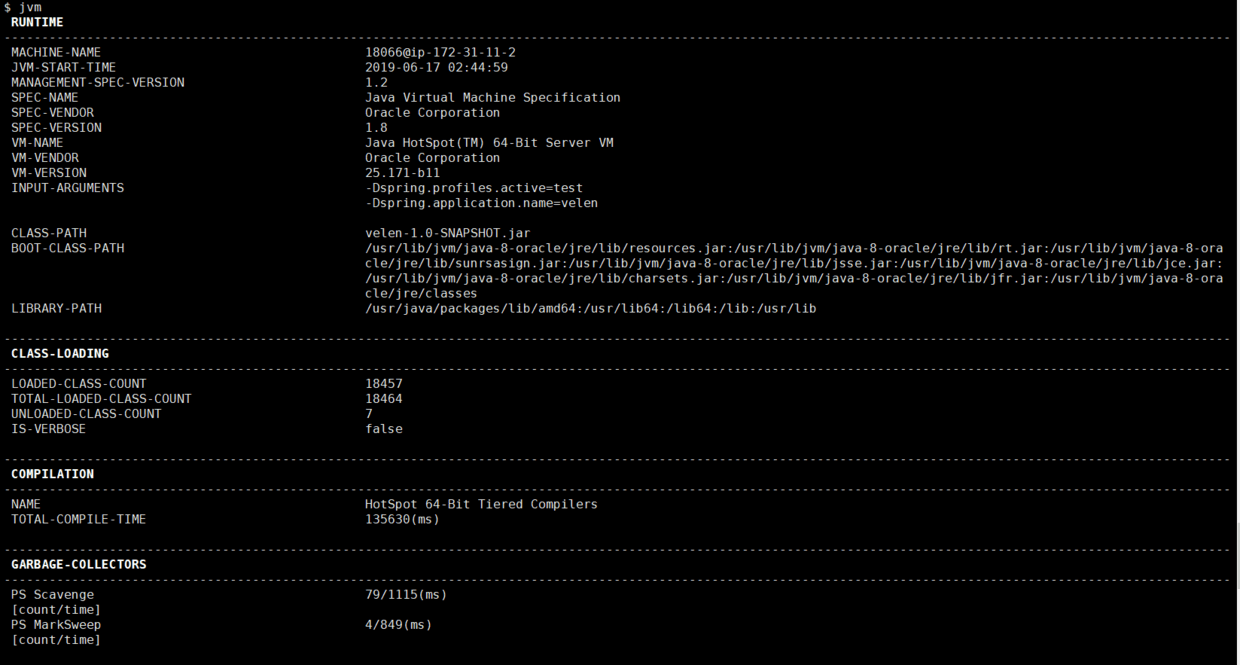 $ jvm
RUNTIME
MACHINE-NAME 18066@ip-172-31-11-2
JVM-START-TIME 2019-06-17 02:44:59
MANAGEMENT-SPEC-VERSION 1.2
SPEC-NAME Java Virtual Machine Specification
SPEC-VENDOR Oracle Corporation
SPEC-VERSION 1.8
VM-NAME Java HotSpot(TM) 64-Bit Server VM
VM-VENDOR Oracle Corporation
VM-VERSION 25.171-b11
INPUT-ARGUMENTS -Dspring.profiles.active=test
-Dspring.application.name=velen
CLASS-PATH velen-1.0-SNAPSHOT.jar
BOOT-CLASS-PATH /usr/lib/jvm/java-8-oracle/jre/lib/resources.jar:/usr/lib/jvm/java-8-oracle/jre/lib/rt.jar:/usr/lib/jvm/java-8-ora
cle/jre/lib/sunrsasign.jar:/usr/lib/jvm/java-8-oracle/jre/lib/jsse.jar:/usr/lib/jvm/java-8-oracle/jre/lib/jce.jar:
/usr/lib/jvm/java-8-oracle/jre/lib/charsets.jar:/usr/lib/jvm/java-8-oracle/jre/lib/jfr.jar:/usr/lib/jvm/java-8-ora
cle/jre/classes
LIBRARY-PATH /usr/java/packages/lib/amd64:/usr/lib64:/lib64:/lib:/usr/lib
CLASS-LOADING
LOADED-CLASS-COUNT 18457
TOTAL-LOADED-CLASS-COUNT 18464
UNLOADED-CLASS-COUNT 7
IS-VERBOSE false
COMPILATION
NAME HotSpot 64-Bit Tiered Compilers
TOTAL-COMPILE-TIME 135630(ms)
GARBAGE-COLLECTORS
PS Scavenge 79/1115(ms)
[count/time]
PS MarkSweep 4/849(ms)
[count/time]